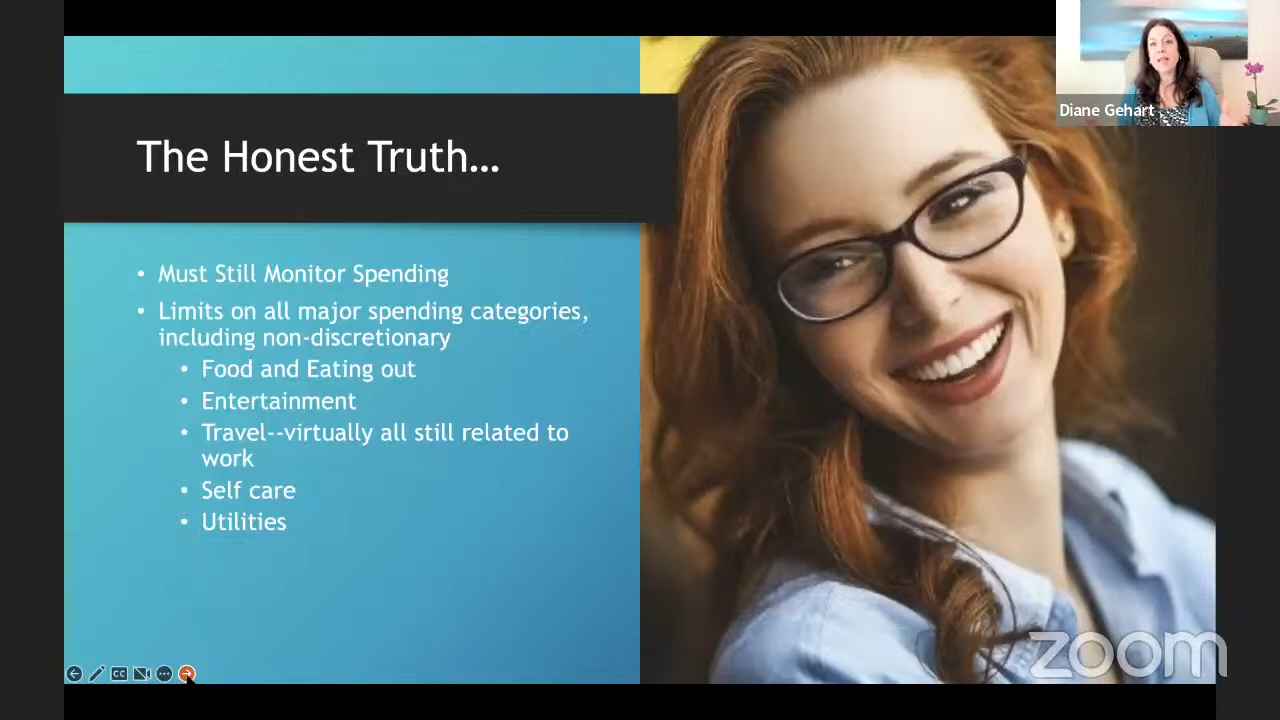 Diane Gehart
The Honest Truth...
• Must Still Monitor Spending
• Limits on all major spending categories,
including non-discretionary
• Food and Eating out
• Entertainment
• Travel--virtually all still related to
work
• Self care
• Utilities
CC
zoom